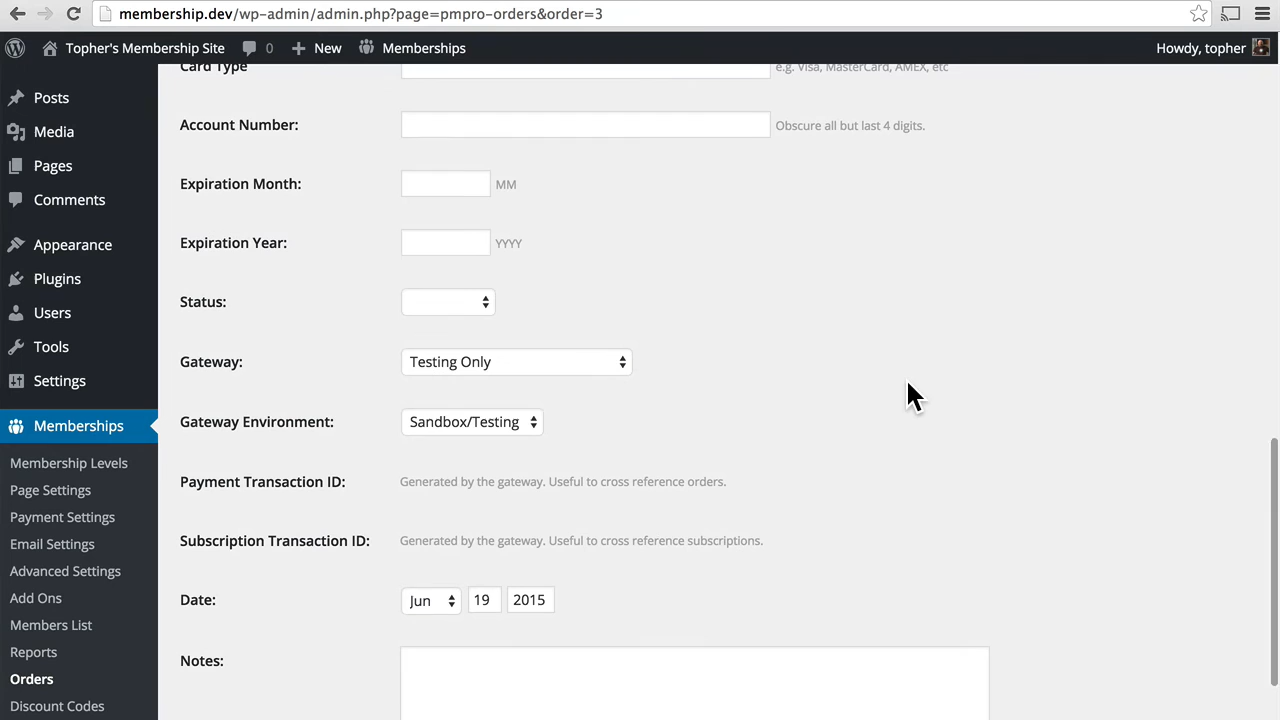 membership.dev/wp-admin/admin.php?page=pmpro-orders&order=3
Topher's Membership Site 0 New Memberships Howdy, topher
Posts
Media
Pages
Comments
Appearance
Plugins
Users
Tools
Settings
Memberships
Membership Levels
Page Settings
Payment Settings
Email Settings
Advanced Settings
Add Ons
Members List
Reports
Orders
Discount Codes
Card Type e.g. Visa, MasterCard, AMEX, etc
Account Number: Obscure all but last 4 digits.
Expiration Month: MM
Expiration Year: YYYY
Status:
Gateway: Testing Only
Gateway Environment: Sandbox/Testing
Payment Transaction ID: Generated by the gateway. Useful to cross reference orders.
Subscription Transaction ID: Generated by the gateway. Useful to cross reference subscriptions.
Date: Jun 19 2015
Notes: